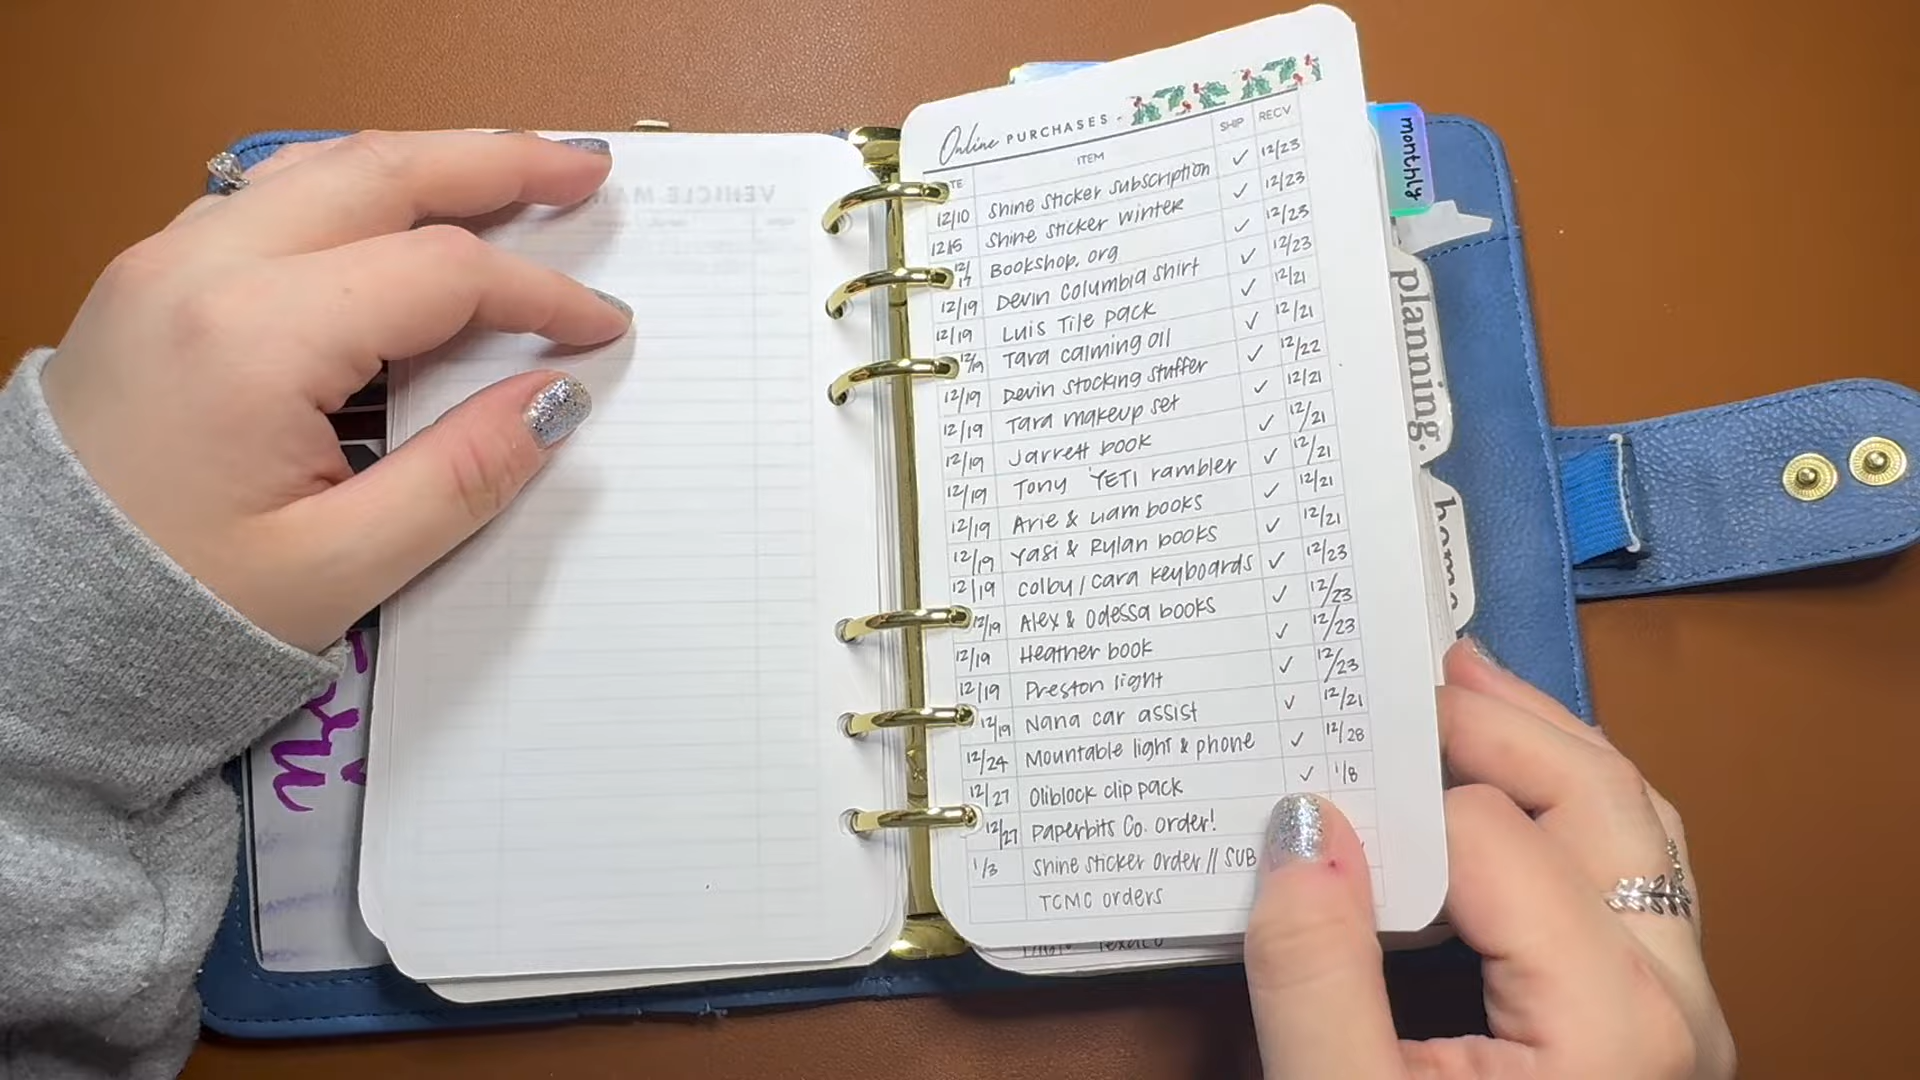 Online PURCHASES -
TE ITEM SHIP RECV
12/10 Shine Sticker Subscription ✓ 12/23
12/15 Shine Sticker winter ✓ 12/23
12/17 Bookshop.org ✓ 12/23
12/19 Devin Columbia Shirt ✓ 12/23
12/19 Luis Tile pack ✓ 12/21
12/19 Tara calming oil ✓ 12/21
12/19 Devin stocking stuffer ✓ 12/22
12/19 Tara makeup set ✓ 12/21
12/19 Jarrett book ✓ 12/21
12/19 Tony YETI rambler ✓ 12/21
12/19 Arie & Liam books ✓ 12/21
12/19 Yasi & Rylan books ✓ 12/21
12/19 Colby/Cara keyboards ✓ 12/23
12/19 Alex & Odessa books ✓ 12/23
12/19 Heather book ✓ 12/23
12/19 Preston light ✓ 12/23
12/19 Nana car assist ✓ 12/21
12/24 Mountable light & phone ✓ 12/28
12/27 Oliblock clip pack ✓ 1/8
12/27 Paperbits Co. order!
1/3 Shine Sticker order // SUB
TCMC orders
monthly
planning.
home
VEHICLE